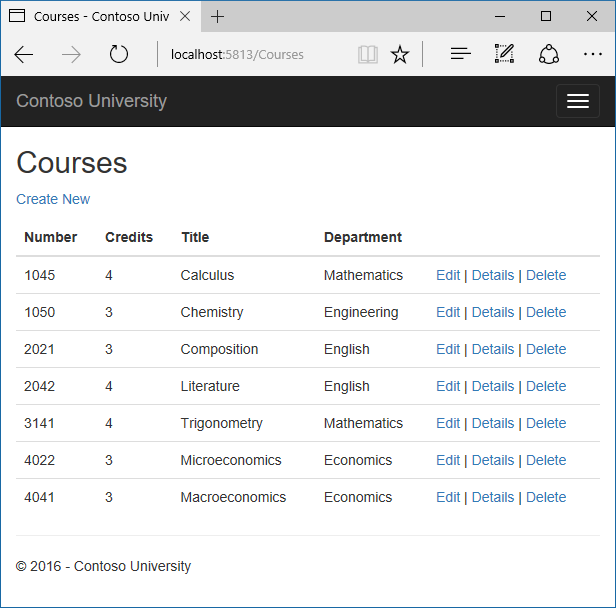 Courses - Contoso Univ
localhost:5813/Courses
Contoso University
Courses
Create New
Number Credits Title Department
1045 4 Calculus Mathematics Edit | Details | Delete
1050 3 Chemistry Engineering Edit | Details | Delete
2021 3 Composition English Edit | Details | Delete
2042 4 Literature English Edit | Details | Delete
3141 4 Trigonometry Mathematics Edit | Details | Delete
4022 3 Microeconomics Economics Edit | Details | Delete
4041 3 Macroeconomics Economics Edit | Details | Delete
© 2016 - Contoso University